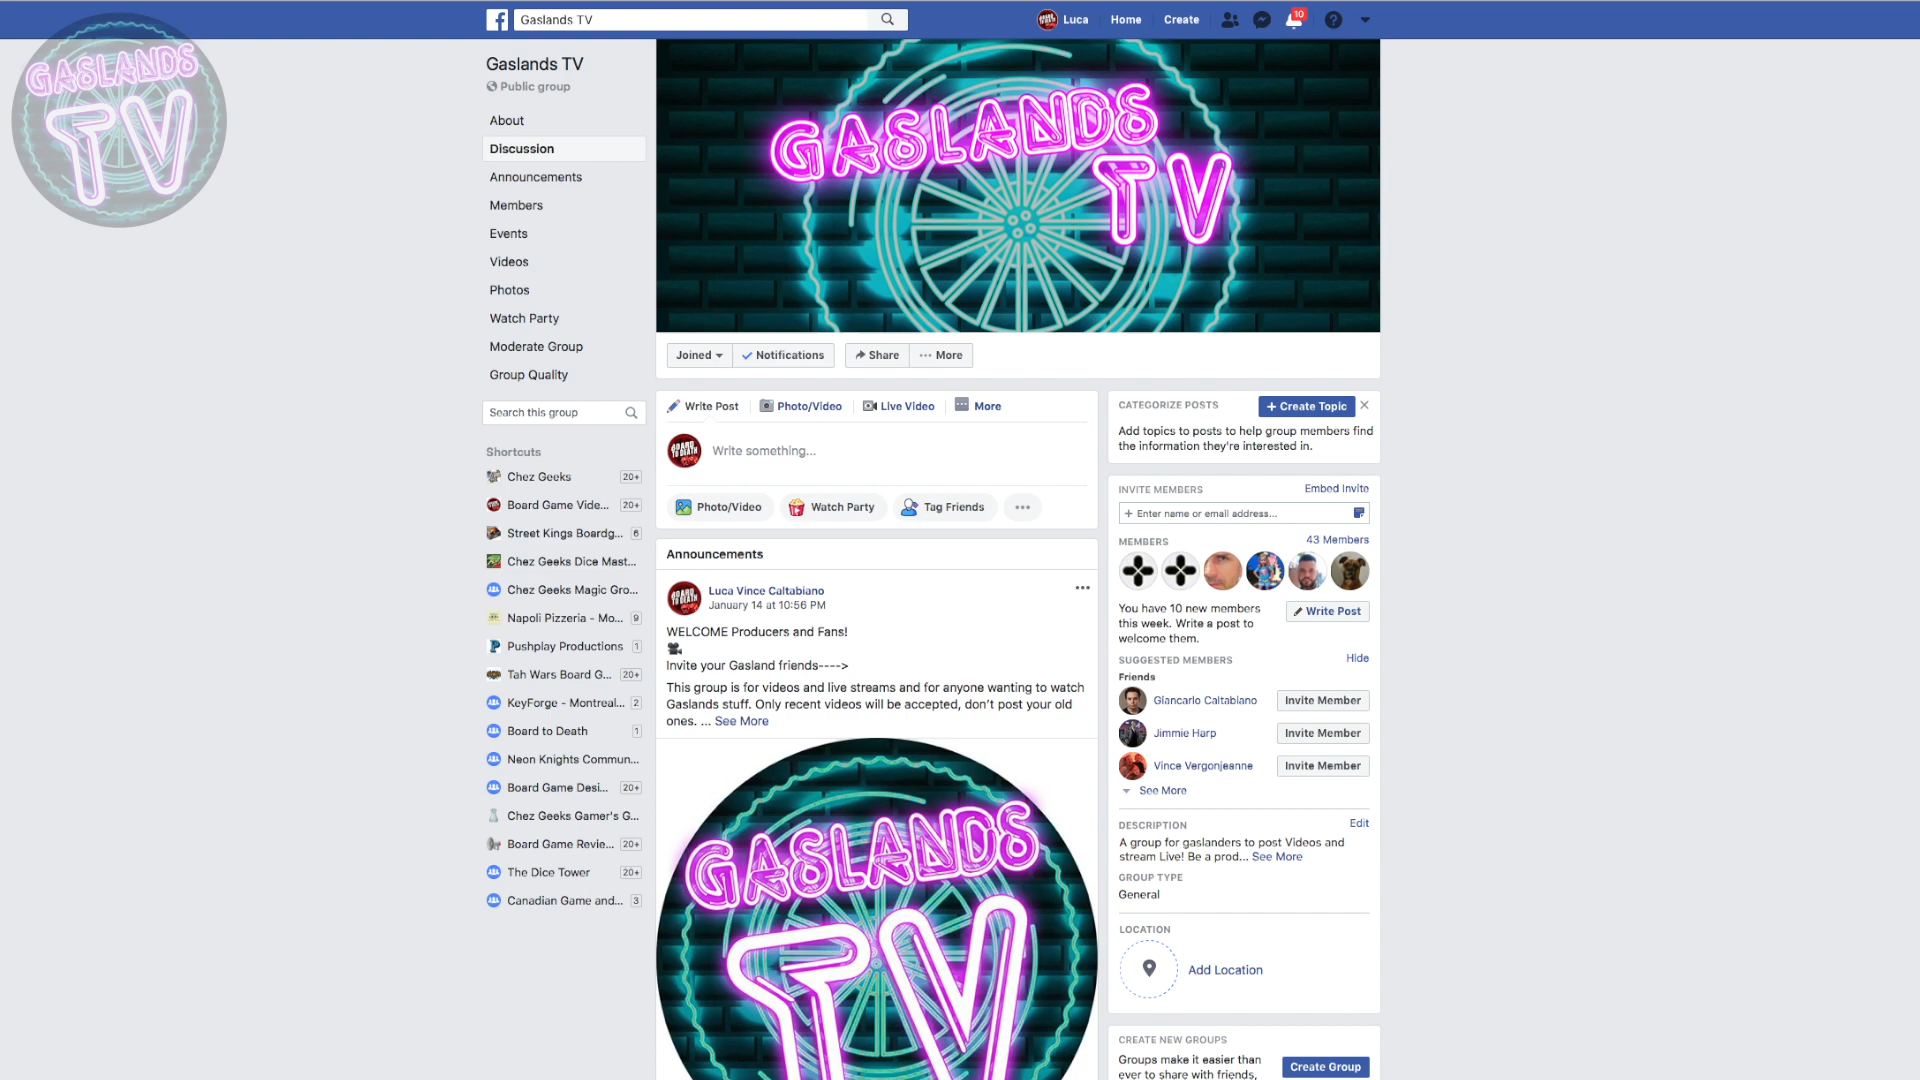 GASLANDS
TV
Gaslands TV
Luca
Home
Create
10
Gaslands TV
Public group
About
Discussion
Announcements
Members
Events
Videos
Photos
Watch Party
Moderate Group
Group Quality
Search this group
Shortcuts
Chez Geeks 20+
Board Game Vide... 20+
Street Kings Boardg... 6
Chez Geeks Dice Mast...
Chez Geeks Magic Gro...
Napoli Pizzeria - Mo... 9
Pushplay Productions 1
Tah Wars Board G... 20+
KeyForge - Montreal... 2
Board to Death 1
Neon Knights Commun...
Board Game Desi... 20+
Chez Geeks Gamer's G...
Board Game Revie... 20+
The Dice Tower 20+
Canadian Game and... 3
GASLANDS
TV
Joined
Notifications
Share
More
Write Post
Photo/Video
Live Video
More
BOARD
TO DEATH
Write something...
Photo/Video
Watch Party
Tag Friends
Announcements
BOARD
TO DEATH
Luca Vince Caltabiano
January 14 at 10:56 PM
WELCOME Producers and Fans!
Invite your Gasland friends---->
This group is for videos and live streams and for anyone wanting to watch
Gaslands stuff. Only recent videos will be accepted, don't post your old
ones. ... See More
GASLANDS
TV
CATEGORIZE POSTS
+ Create Topic
Add topics to posts to help group members find
the information they're interested in.
INVITE MEMBERS
Embed Invite
+ Enter name or email address...
MEMBERS
43 Members
You have 10 new members
this week. Write a post to
welcome them.
Write Post
SUGGESTED MEMBERS
Hide
Friends
Giancarlo Caltabiano
Invite Member
Jimmie Harp
Invite Member
Vince Vergonjeanne
Invite Member
See More
DESCRIPTION
Edit
A group for gaslanders to post Videos and
stream Live! Be a prod... See More
GROUP TYPE
General
LOCATION
Add Location
CREATE NEW GROUPS
Groups make it easier than
ever to share with friends,
Create Group